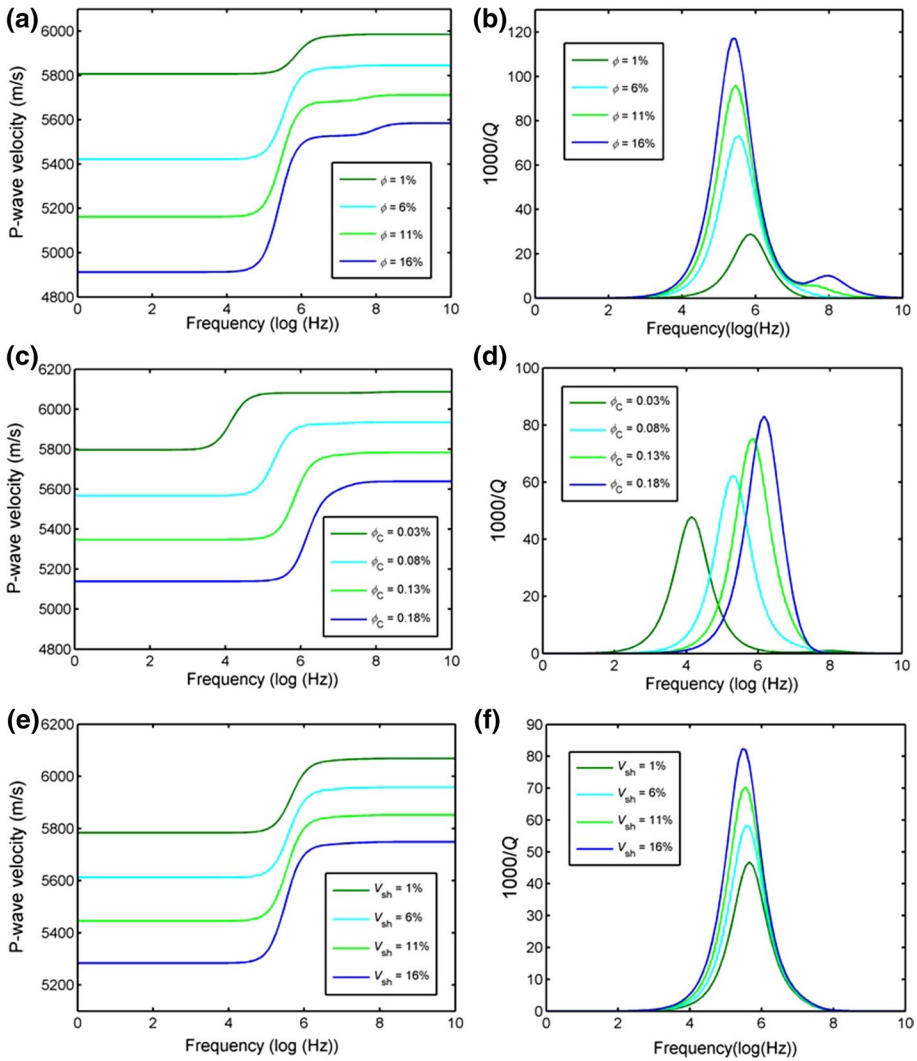 (a)
P-wave velocity (m/s)
6000
5800
5600
5400
5200
5000
4800
0 2 4 6 8 10
Frequency (log (Hz))
ϕ = 1%
ϕ = 6%
ϕ = 11%
ϕ = 16%
(b)
1000/Q
120
100
80
60
40
20
0
0 2 4 6 8 10
Frequency(log(Hz))
ϕ = 1%
ϕ = 6%
ϕ = 11%
ϕ = 16%
(c)
P-wave velocity (m/s)
6200
6000
5800
5600
5400
5200
5000
4800
0 2 4 6 8 10
Frequency (log (Hz))
ϕC = 0.03%
ϕC = 0.08%
ϕC = 0.13%
ϕC = 0.18%
(d)
1000/Q
100
80
60
40
20
0
0 2 4 6 8 10
Frequency (log (Hz))
ϕC = 0.03%
ϕC = 0.08%
ϕC = 0.13%
ϕC = 0.18%
(e)
P-wave velocity (m/s)
6200
6000
5800
5600
5400
5200
0 2 4 6 8 10
Frequency (log (Hz))
Vsh = 1%
Vsh = 6%
Vsh = 11%
Vsh = 16%
(f)
1000/Q
90
80
70
60
50
40
30
20
10
0
0 2 4 6 8 10
Frequency(log(Hz))
Vsh = 1%
Vsh = 6%
Vsh = 11%
Vsh = 16%